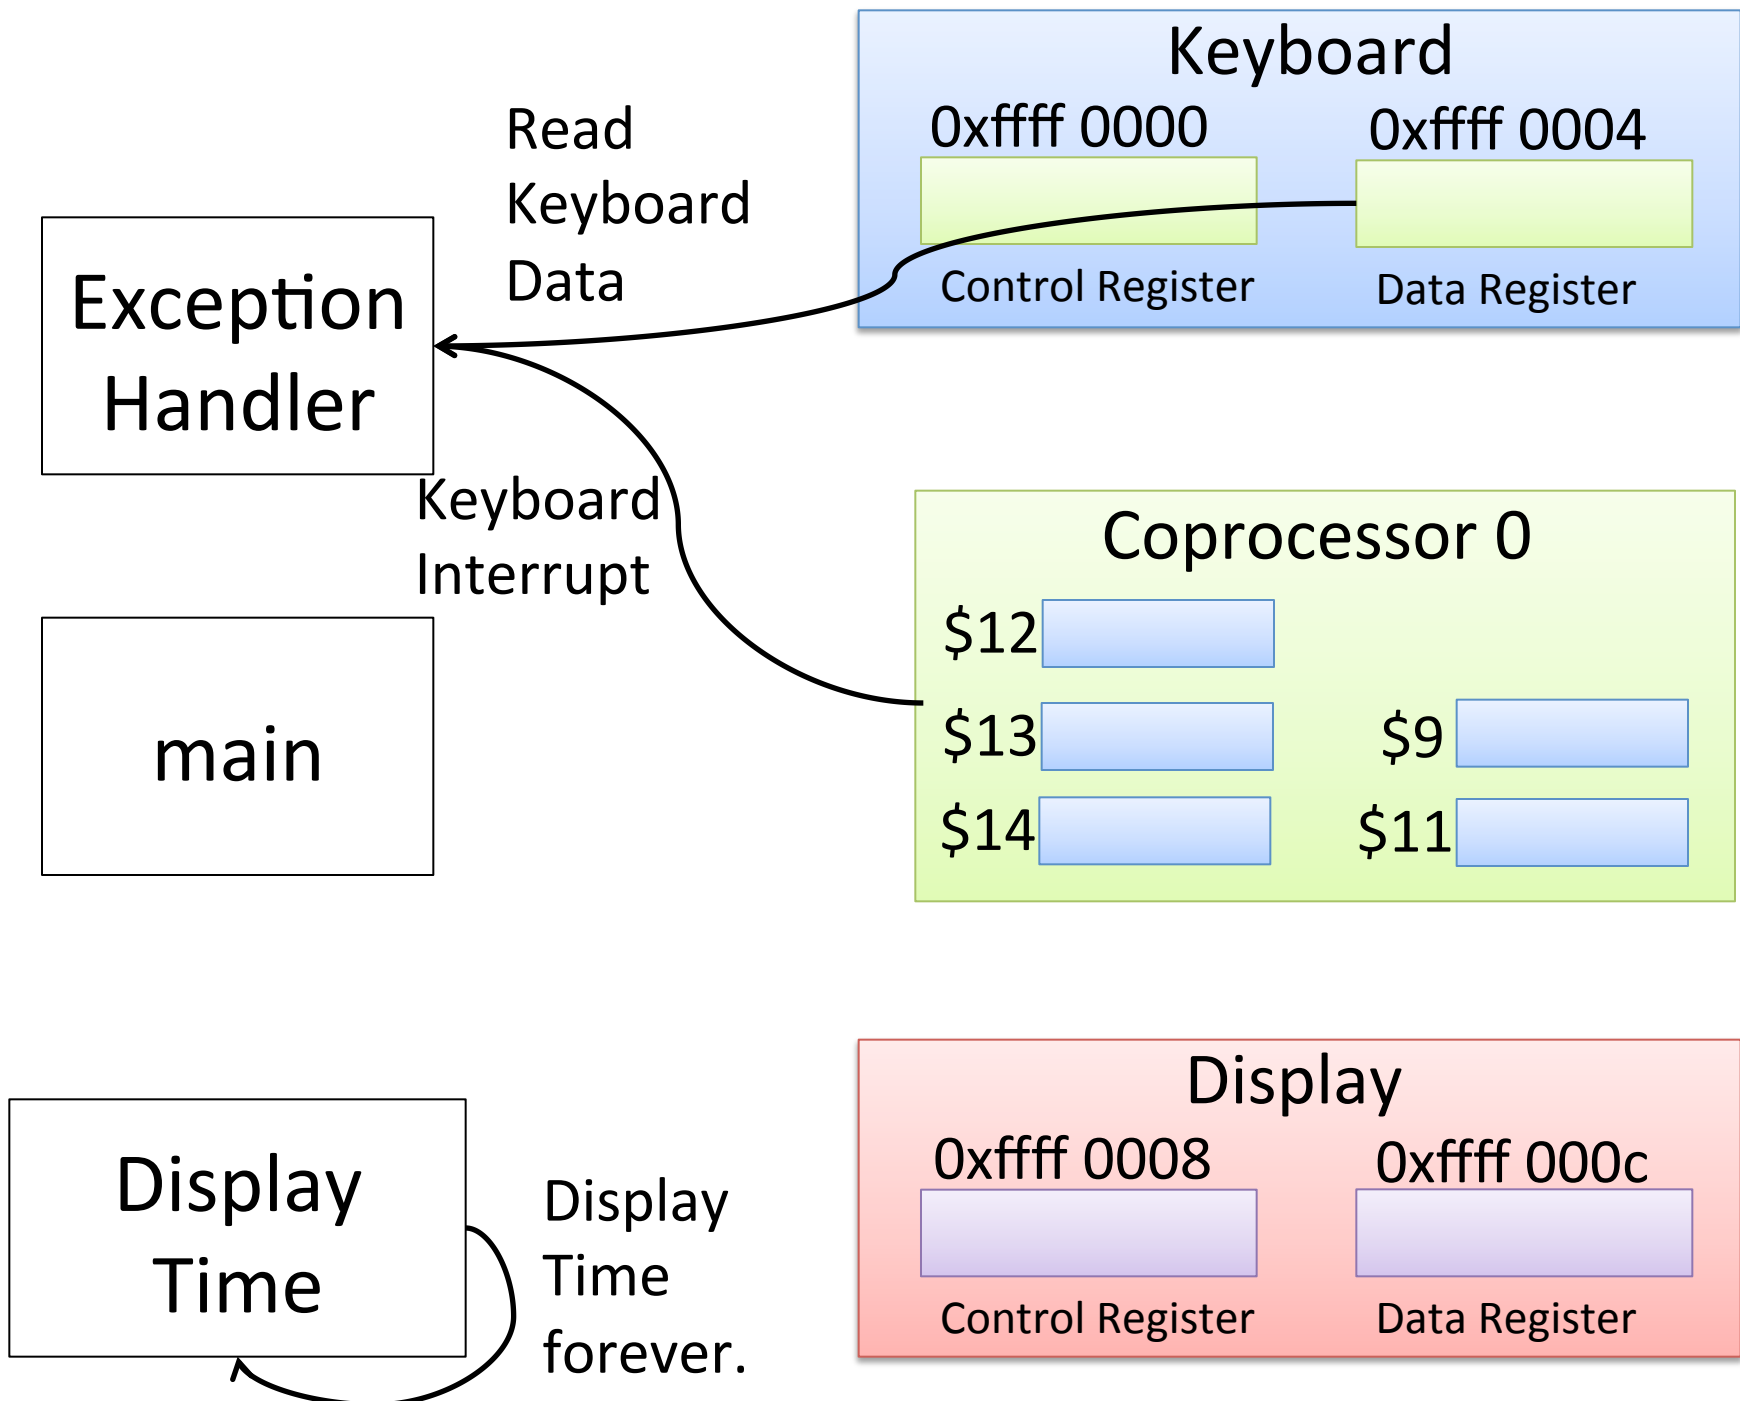 Keyboard
0xffff 0000
0xffff 0004
Control Register
Data Register
Read
Keyboard
Data
Exception
Handler
Keyboard
Interrupt
Coprocessor 0
$12
$13
$9
$14
$11
main
Display
0xffff 0008
0xffff 000c
Control Register
Data Register
Display
Time
Display
Time
forever.